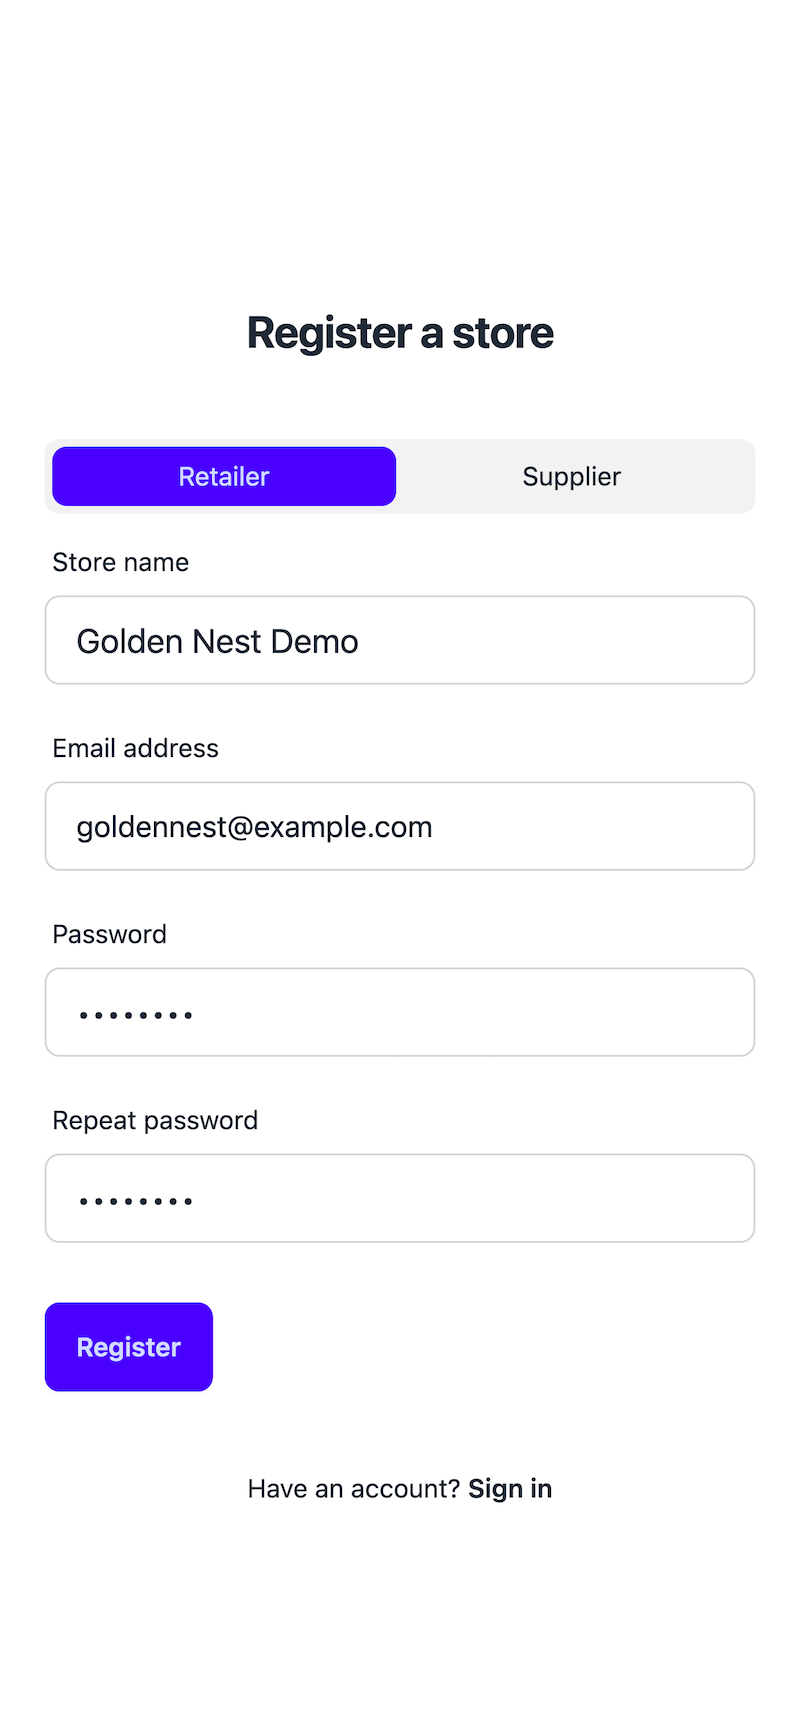 Register a store
Retailer Supplier
Store name
Golden Nest Demo
Email address
goldennest@example.com
Password
••••••••
Repeat password
••••••••
Register
Have an account? Sign in